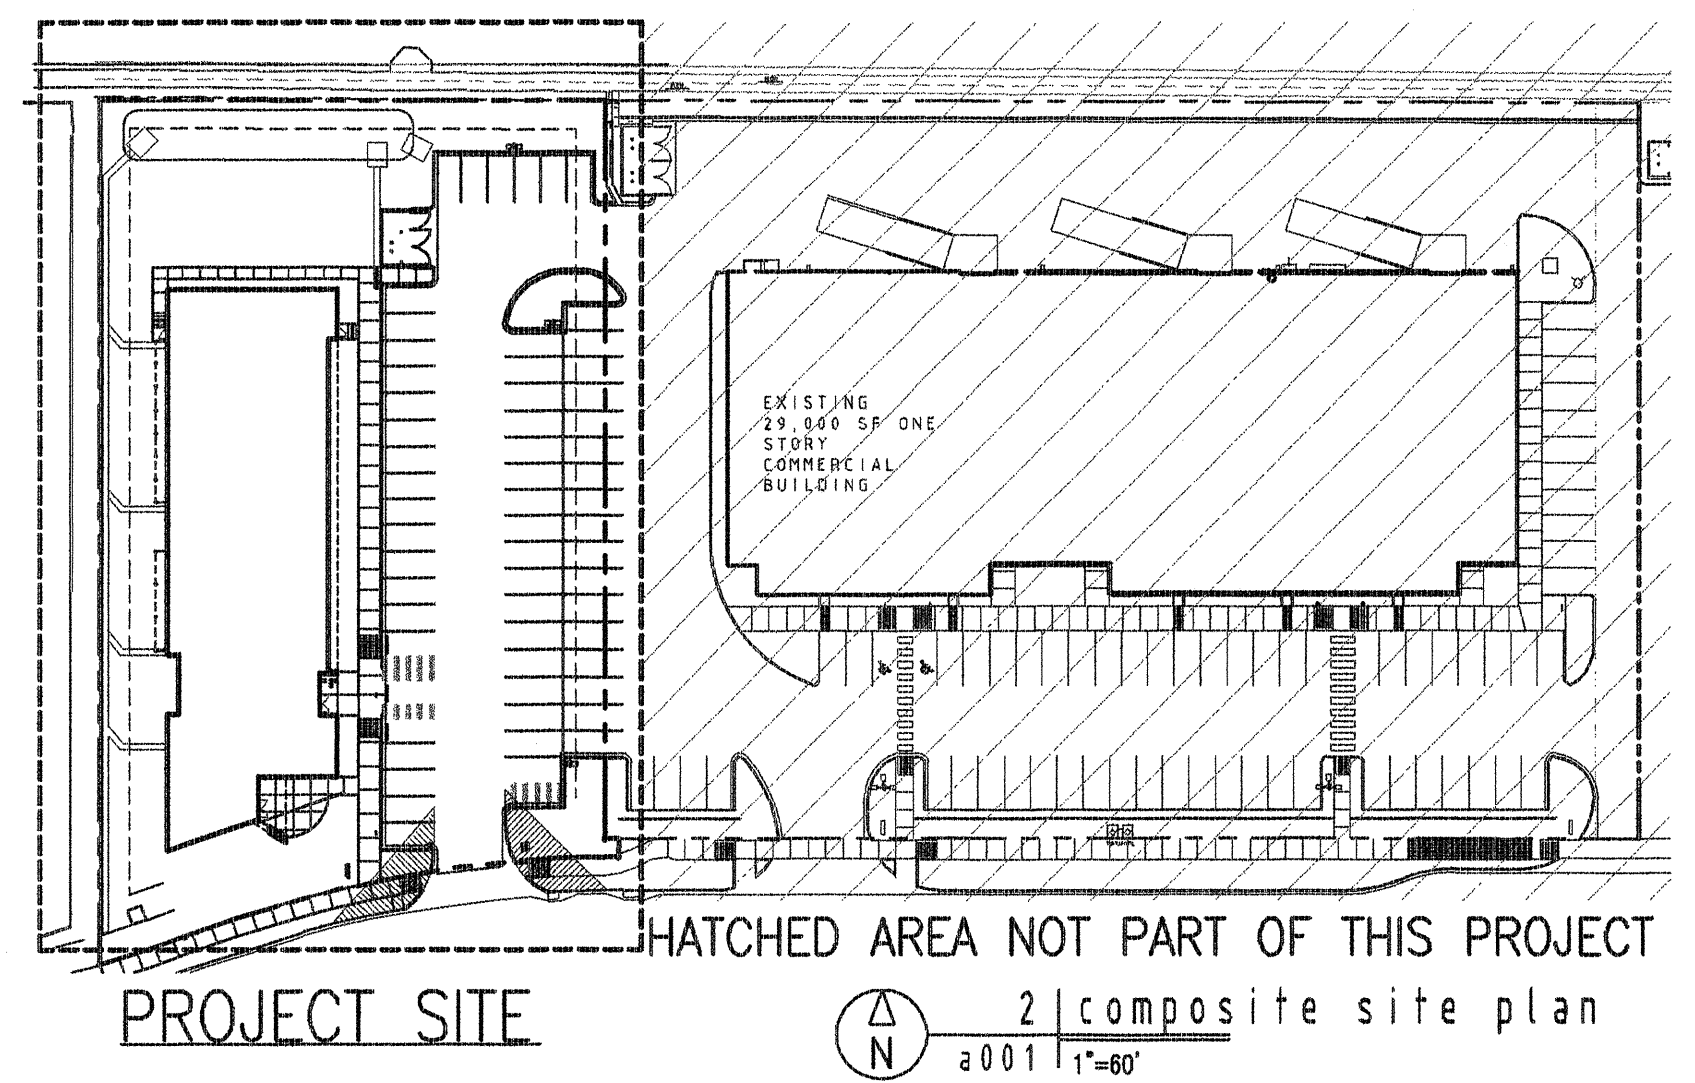 EXISTING
29,000 SF ONE
STORY
COMMERCIAL
BUILDING
HATCHED AREA NOT PART OF THIS PROJECT
PROJECT SITE
N
2
composite site plan
a001
1"=60'